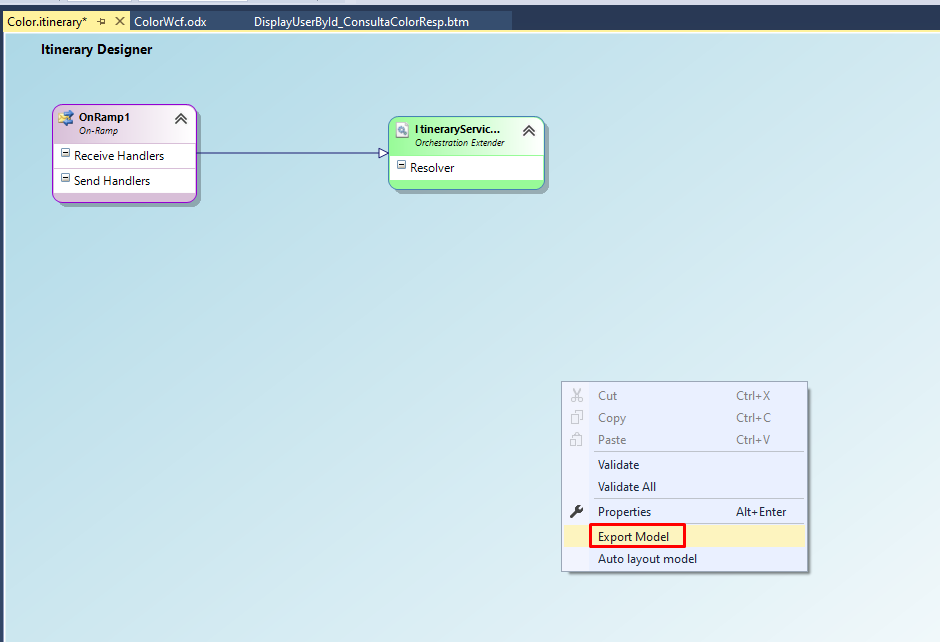 Color.itinerary*
ColorWcf.odx
DisplayUserById_ConsultaColorResp.btm
Itinerary Designer
OnRamp1
On-Ramp
Receive Handlers
Send Handlers
ItineraryServic...
Orchestration Extender
Resolver
Cut Ctrl+X
Copy Ctrl+C
Paste Ctrl+V
Validate
Validate All
Properties Alt+Enter
Export Model
Auto layout model